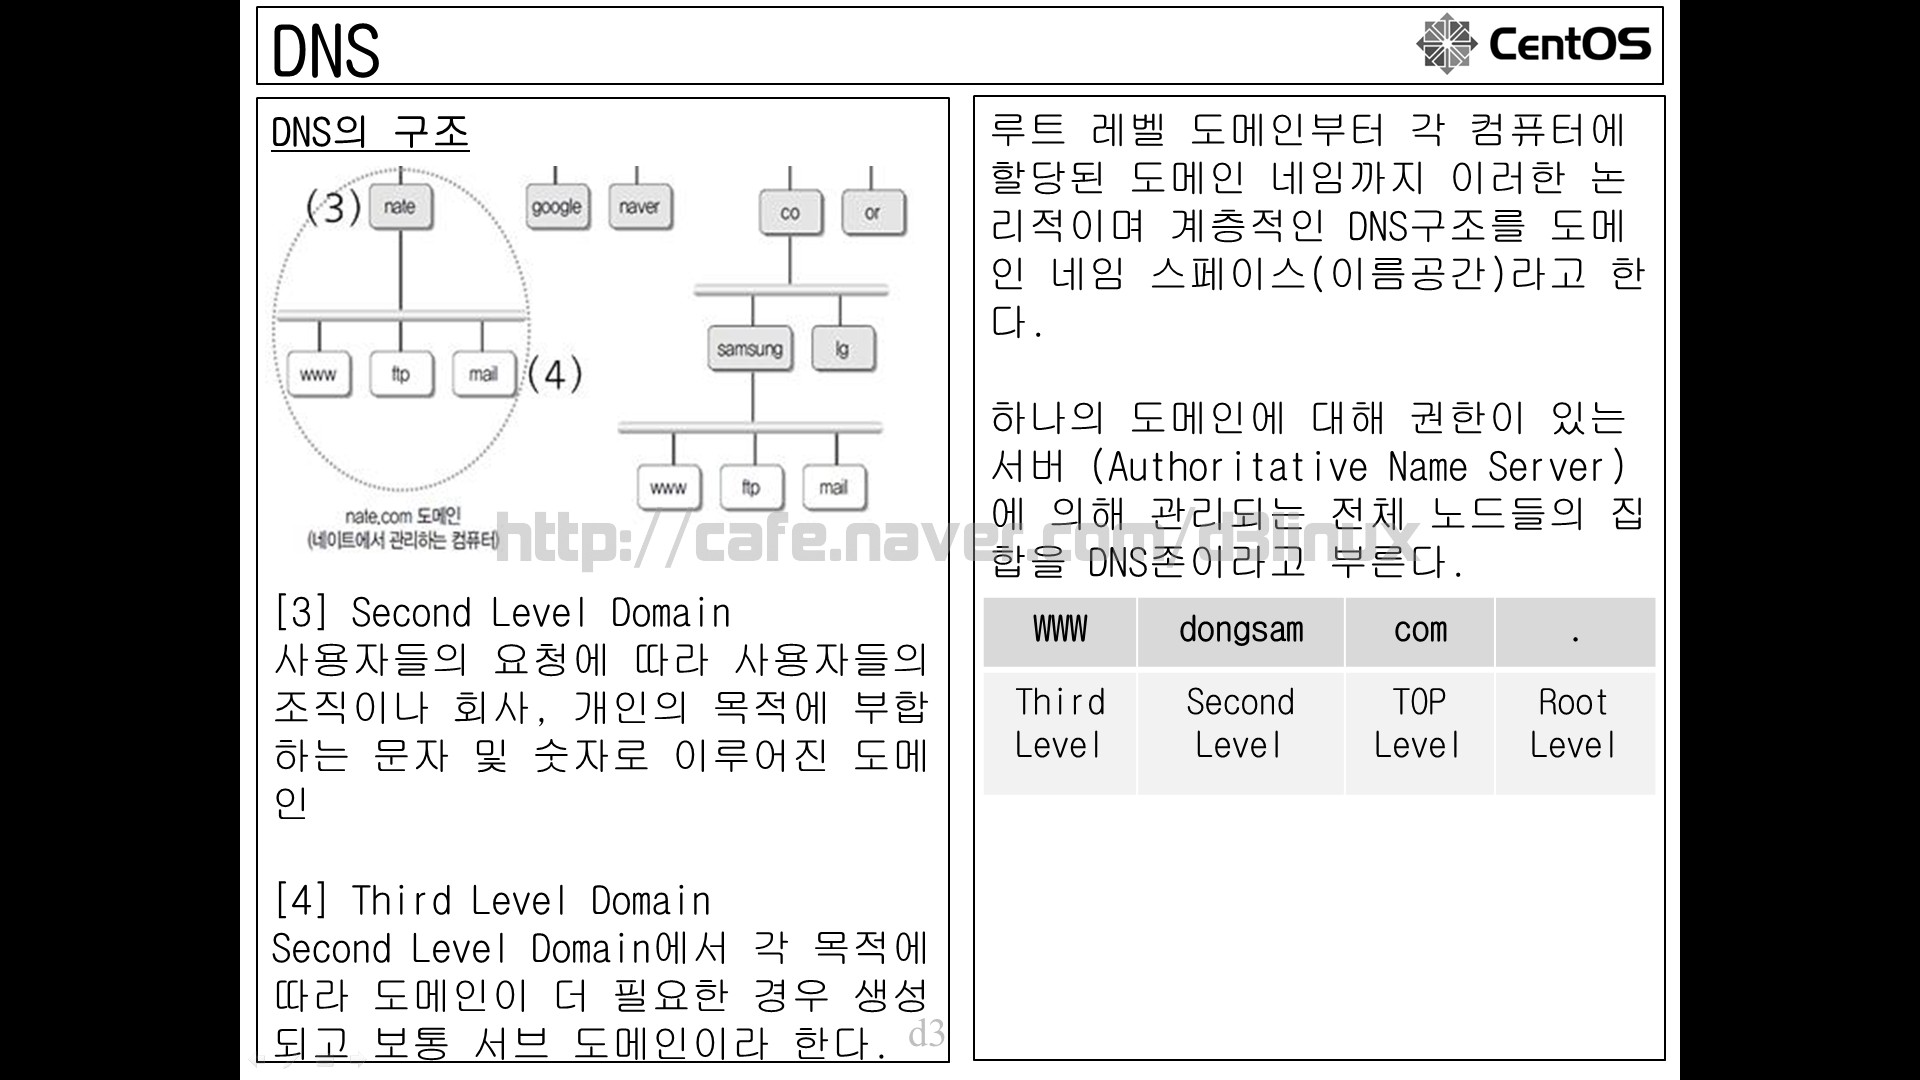 DNS
CentOS
DNS의 구조
(3)
nate
google
naver
co
or
samsung
lg
www
ftp
mail
(4)
www
ftp
mail
nate.com 도메인
(네이트에서 관리하는 컴퓨터)
http://cafe.naver.com/d3linux
[3] Second Level Domain
사용자들의 요청에 따라 사용자들의
조직이나 회사, 개인의 목적에 부합
하는 문자 및 숫자로 이루어진 도메
인
[4] Third Level Domain
Second Level Domain에서 각 목적에
따라 도메인이 더 필요한 경우 생성
되고 보통 서브 도메인이라 한다.
d3
루트 레벨 도메인부터 각 컴퓨터에
할당된 도메인 네임까지 이러한 논
리적이며 계층적인 DNS구조를 도메
인 네임 스페이스(이름공간)라고 한
다.
하나의 도메인에 대해 권한이 있는
서버 (Authoritative Name Server)
에 의해 관리되는 전체 노드들의 집
합을 DNS존이라고 부른다.
WWW dongsam com .
Third Second TOP Root
Level Level Level Level